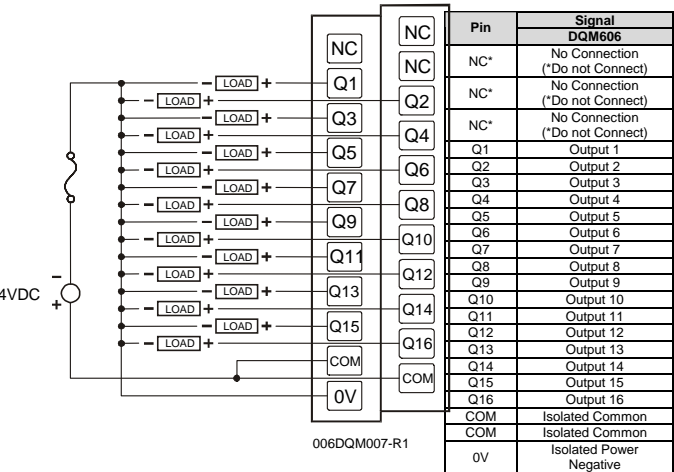 NC
NC
NC
Q1
- LOAD +
Q2
- LOAD +
Q3
- LOAD +
Q4
- LOAD +
Q5
- LOAD +
Q6
- LOAD +
Q7
- LOAD +
Q8
- LOAD +
Q9
- LOAD +
Q10
- LOAD +
Q11
- LOAD +
Q12
- LOAD +
Q13
- LOAD +
Q14
- LOAD +
Q15
- LOAD +
Q16
- LOAD +
COM
COM
0V
4VDC
-
+
006DQM007-R1
Pin Signal
DQM606
NC* No Connection
(*Do not Connect)
NC* No Connection
(*Do not Connect)
NC* No Connection
(*Do not Connect)
Q1 Output 1
Q2 Output 2
Q3 Output 3
Q4 Output 4
Q5 Output 5
Q6 Output 6
Q7 Output 7
Q8 Output 8
Q9 Output 9
Q10 Output 10
Q11 Output 11
Q12 Output 12
Q13 Output 13
Q14 Output 14
Q15 Output 15
Q16 Output 16
COM Isolated Common
COM Isolated Common
0V Isolated Power
Negative